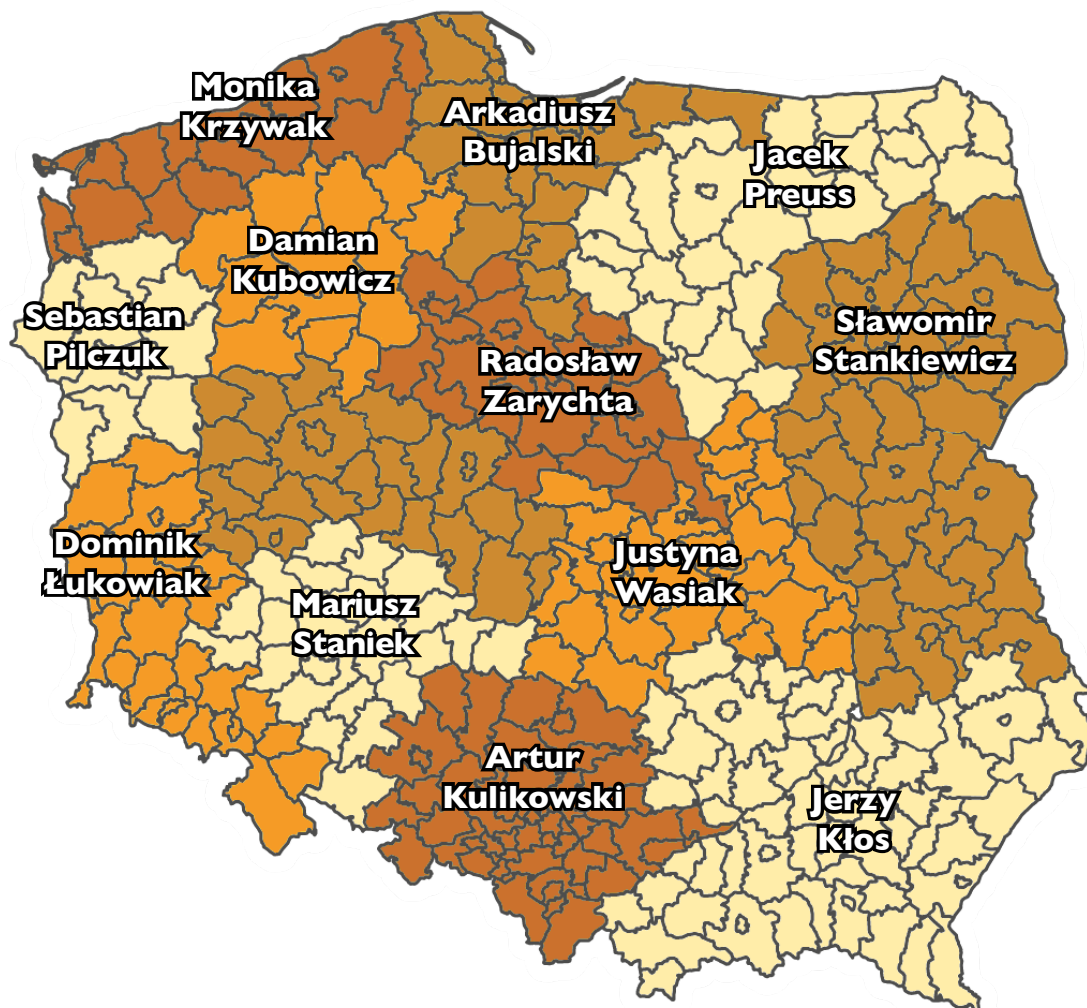 Monika
Krzywak
Arkadiusz
Bujalski
Jacek
Preuss
Damian
Kubowicz
Sebastian
Pilczuk
Sławomir
Stankiewicz
Radosław
Zarychta
Dominik
Łukowiak
Justyna
Wasiak
Mariusz
Staniek
Artur
Kulikowski
Jerzy
Kłos